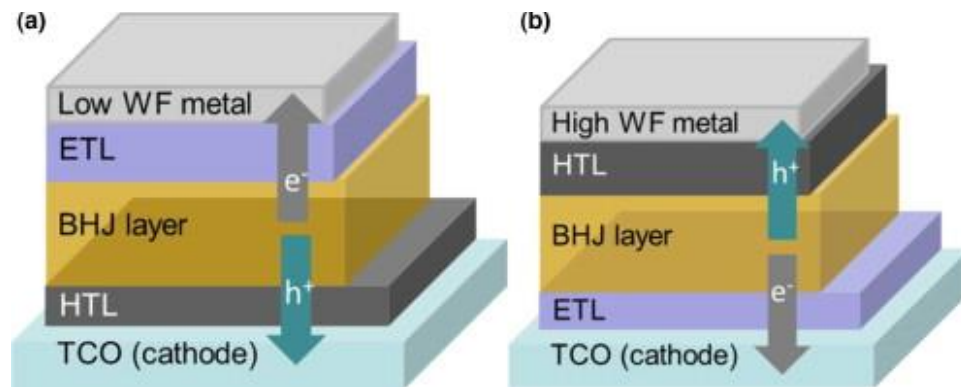 (a)
Low WF metal
ETL
e-
BHJ layer
h+
HTL
TCO (cathode)
(b)
High WF metal
HTL
h+
BHJ layer
e-
ETL
TCO (cathode)